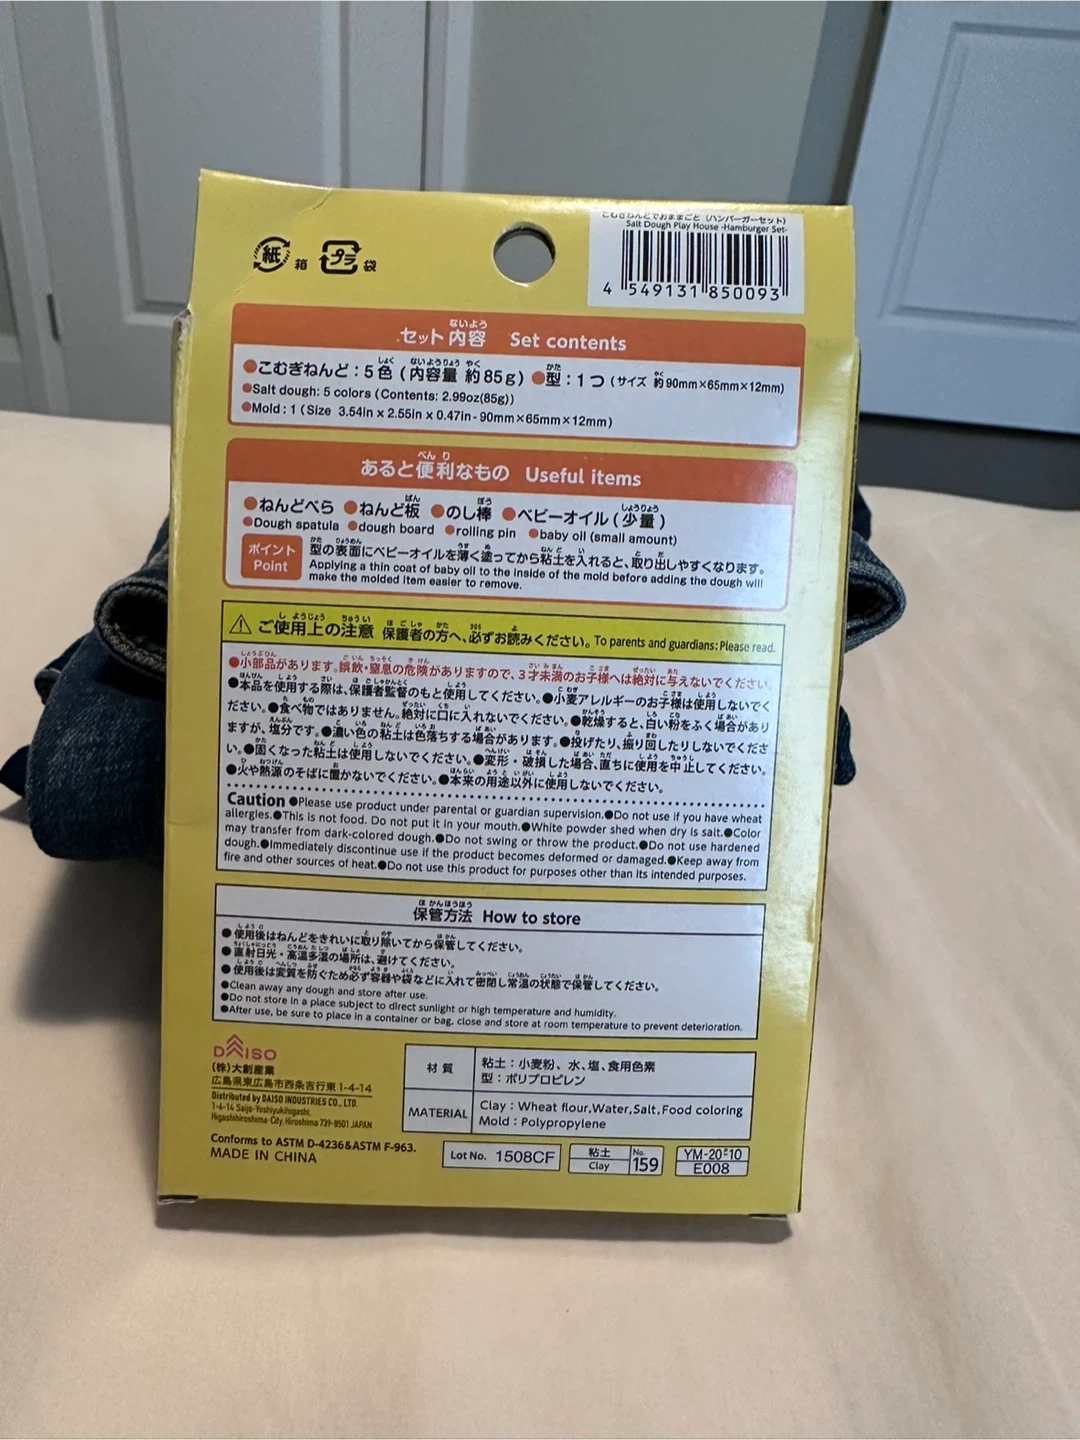 こむぎねんどでおままごと（ハンバーガーセット）
Salt Dough Play House -Hamburger Set-
4 549131 850093
紙 箱 プラ 袋
セット内容 Set contents
●こむぎねんど：5色（内容量 約85g）●型：1つ（サイズ 約90mm×65mm×12mm）
●Salt dough: 5 colors (Contents: 2.99oz(85g))
●Mold : 1 (Size 3.54in x 2.55in x 0.47in - 90mm×65mm×12mm)
あると便利なもの Useful items
●ねんどべら ●ねんど板 ●のし棒 ●ベビーオイル（少量）
●Dough spatula ●dough board ●rolling pin ●baby oil (small amount)
ポイント
Point
型の表面にベビーオイルを薄く塗ってから粘土を入れると、取り出しやすくなります。
Applying a thin coat of baby oil to the inside of the mold before adding the dough will
make the molded item easier to remove.
⚠ ご使用上の注意 保護者の方へ、必ずお読みください。To parents and guardians: Please read.
●小部品があります。誤飲・窒息の危険がありますので、3才未満のお子様へは絶対に与えないでください。
●本品を使用する際は、保護者監督のもと使用してください。●小麦アレルギーのお子様は使用しないでく
ださい。●食べ物ではありません。絶対に口に入れないでください。●乾燥すると、白い粉をふく場合があり
ますが、塩分です。●濃い色の粘土は色落ちする場合があります。●投げたり、振り回したりしないでくださ
い。●固くなった粘土は使用しないでください。●変形・破損した場合、直ちに使用を中止してください。
●火や熱源のそばに置かないでください。●本来の用途以外に使用しないでください。
Caution ●Please use product under parental or guardian supervision.●Do not use if you have wheat
allergies.●This is not food. Do not put it in your mouth.●White powder shed when dry is salt.●Color
may transfer from dark-colored dough.●Do not swing or throw the product.●Do not use hardened
dough.●Immediately discontinue use if the product becomes deformed or damaged.●Keep away from
fire and other sources of heat.●Do not use this product for purposes other than its intended purposes.
保管方法 How to store
●使用後はねんどをきれいに取り除いてから保管してください。
●直射日光・高温多湿の場所は、避けてください。
●使用後は変質を防ぐため必ず容器や袋などに入れて密閉し常温の状態で保管してください。
●Clean away any dough and store after use.
●Do not store in a place subject to direct sunlight or high temperature and humidity.
●After use, be sure to place in a container or bag, close and store at room temperature to prevent deterioration.
DAISO
(株)大創産業
広島県東広島市西条吉行東 1-4-14
Distributed by DAISO INDUSTRIES CO., LTD.
1-4-14 Saijo-Yoshiyukihigashi,
Higashihiroshima-City, Hiroshima 739-8501 JAPAN
材質
粘土：小麦粉、水、塩、食用色素
型：ポリプロピレン
MATERIAL
Clay : Wheat flour,Water,Salt,Food coloring
Mold : Polypropylene
Conforms to ASTM D-4236&ASTM F-963.
MADE IN CHINA
Lot No. 1508CF
粘土
Clay
No. 159
YM-20-10
E008